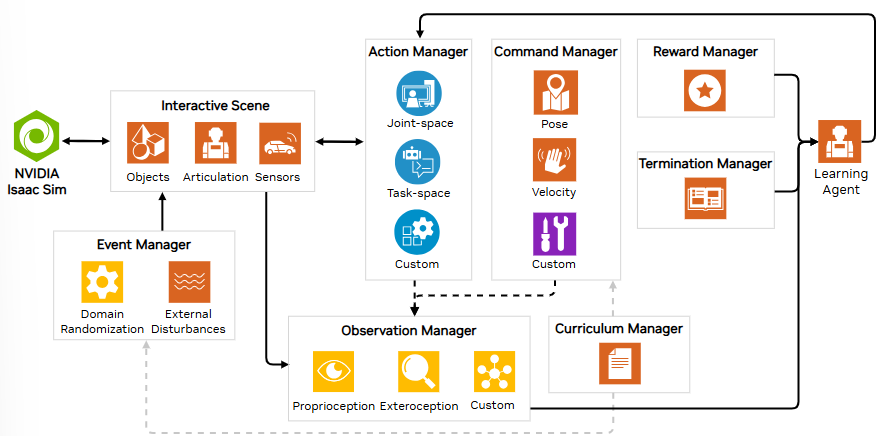 Action Manager
Command Manager
Reward Manager
Joint-space
Pose
Interactive Scene
Objects
Articulation
Sensors
NVIDIA
Isaac Sim
Task-space
Velocity
Termination Manager
Learning
Agent
Custom
Custom
Event Manager
Domain
Randomization
External
Disturbances
Observation Manager
Proprioception
Exteroception
Custom
Curriculum Manager